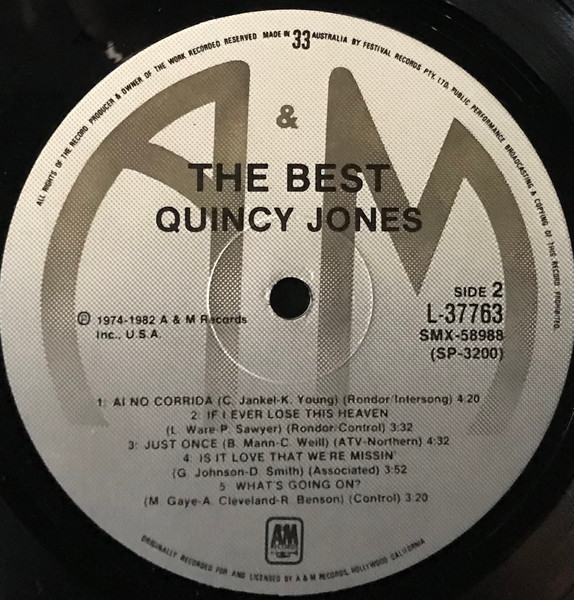 ALL RIGHTS OF THE RECORD PRODUCER & OWNER OF THE WORK RECORDED RESERVED MADE IN 33 AUSTRALIA BY FESTIVAL RECORDS PTY. LTD. PUBLIC PERFORMANCE BROADCASTING & COPYING OF THIS RECORD PROHIBITED.
A&M
THE BEST
QUINCY JONES
SIDE 2
L-37763
SMX-58988
(SP-3200)
℗ 1974-1982 A & M Records
Inc., U.S.A.
1: AI NO CORRIDA (C. Jankel-K. Young) (Rondor/Intersong) 4:20
2: IF I EVER LOSE THIS HEAVEN
(L. Ware-P. Sawyer) (Rondor/Control) 3:32
3: JUST ONCE (B. Mann-C. Weill) (ATV-Northern) 4:32
4: IS IT LOVE THAT WE'RE MISSIN'
(G. Johnson-D. Smith) (Associated) 3:52
5: WHAT'S GOING ON?
(M. Gaye-A. Cleveland-R. Benson) (Control) 3:20
A&M
RECORDS
ORIGINALLY RECORDED FOR AND LICENSED BY A & M RECORDS, HOLLYWOOD CALIFORNIA